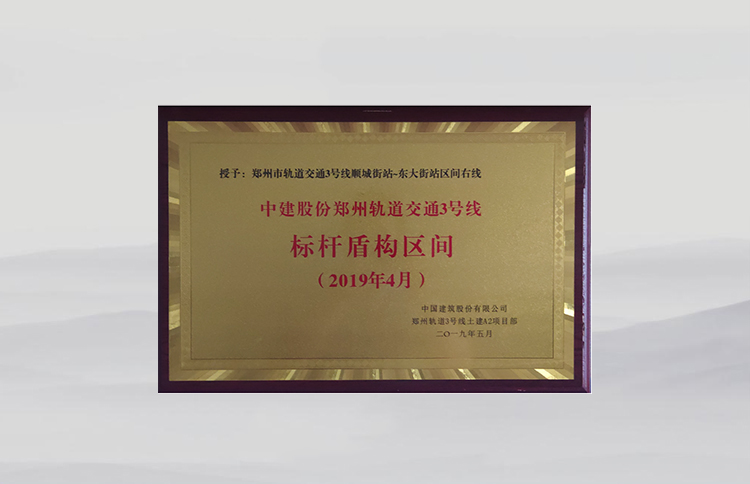 授予：郑州市轨道交通3号线顺城街站~东大街站区间右线
中建股份郑州轨道交通3号线
标杆盾构区间
（2019年4月）
中国建筑股份有限公司
郑州轨道3号线土建A2项目部
二〇一九年五月